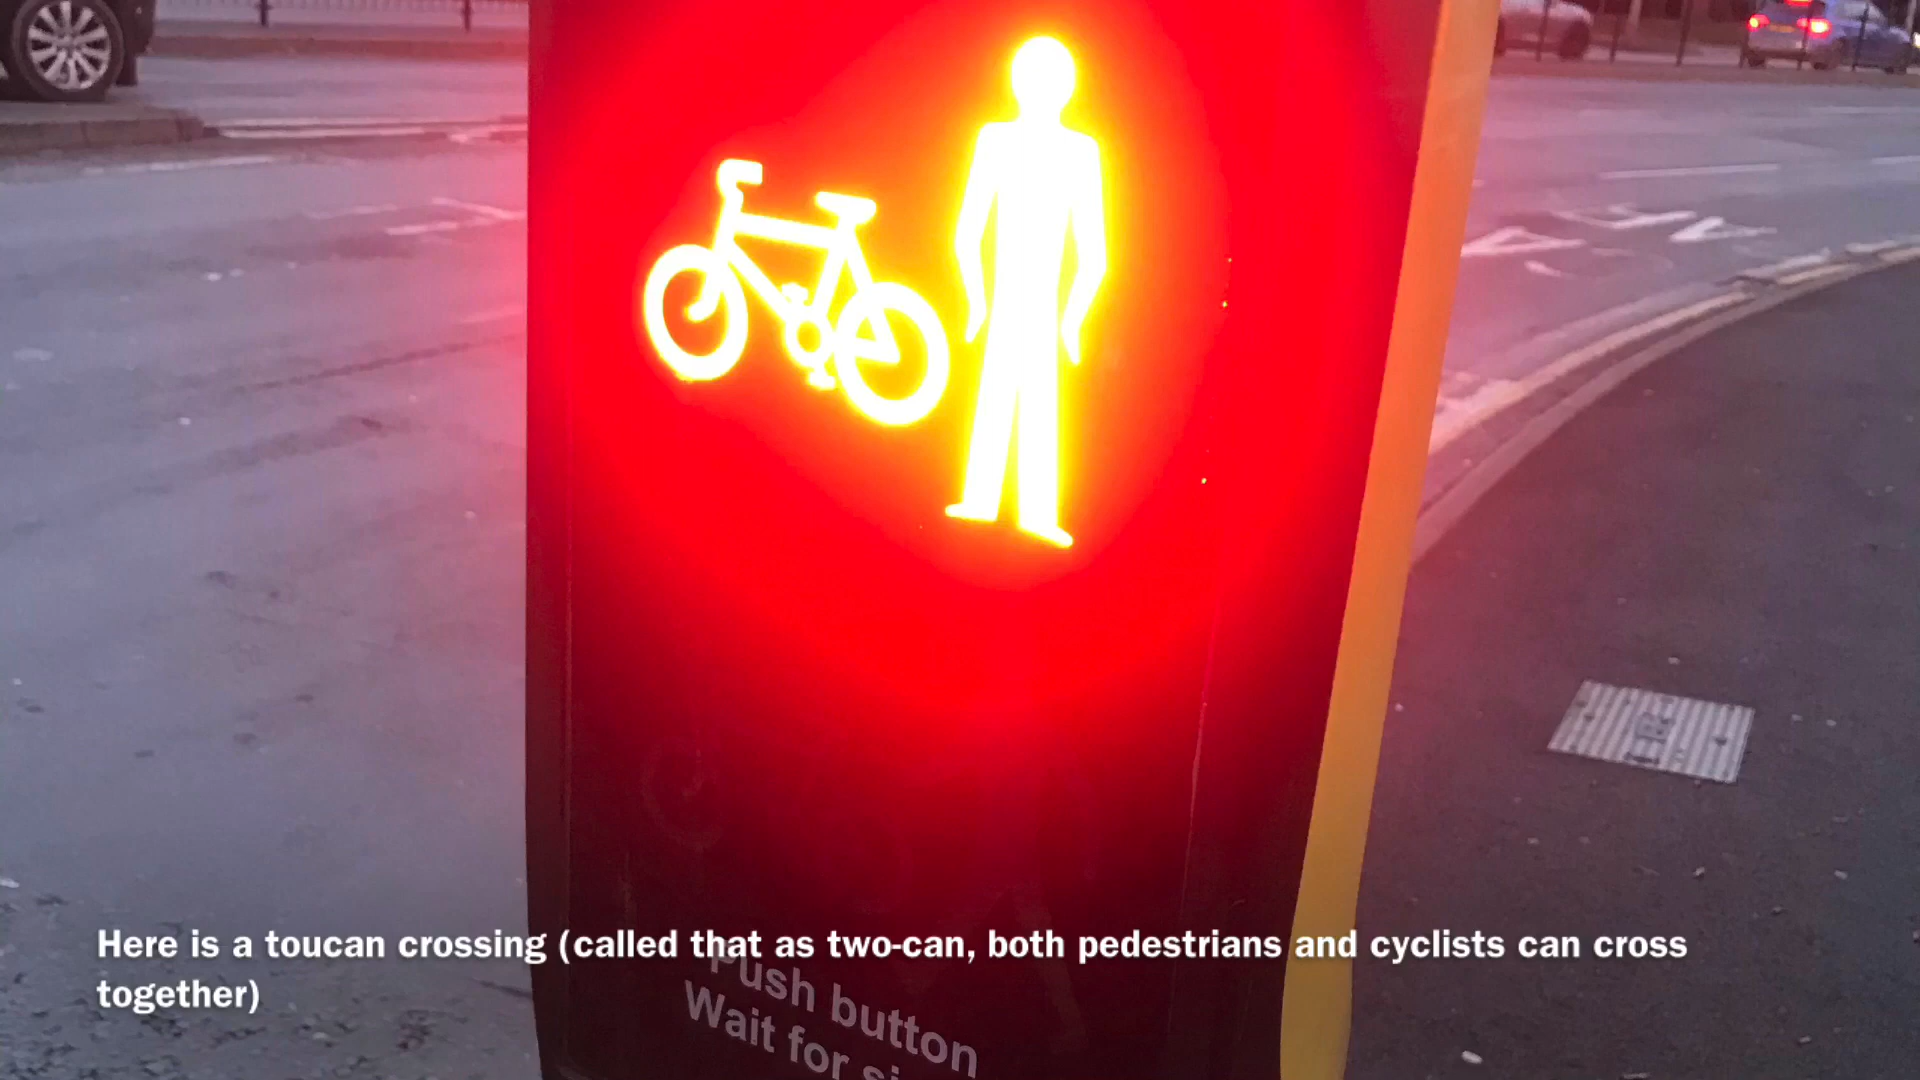 Here is a toucan crossing (called that as two-can, both pedestrians and cyclists can cross
together)
Push button
Wait for